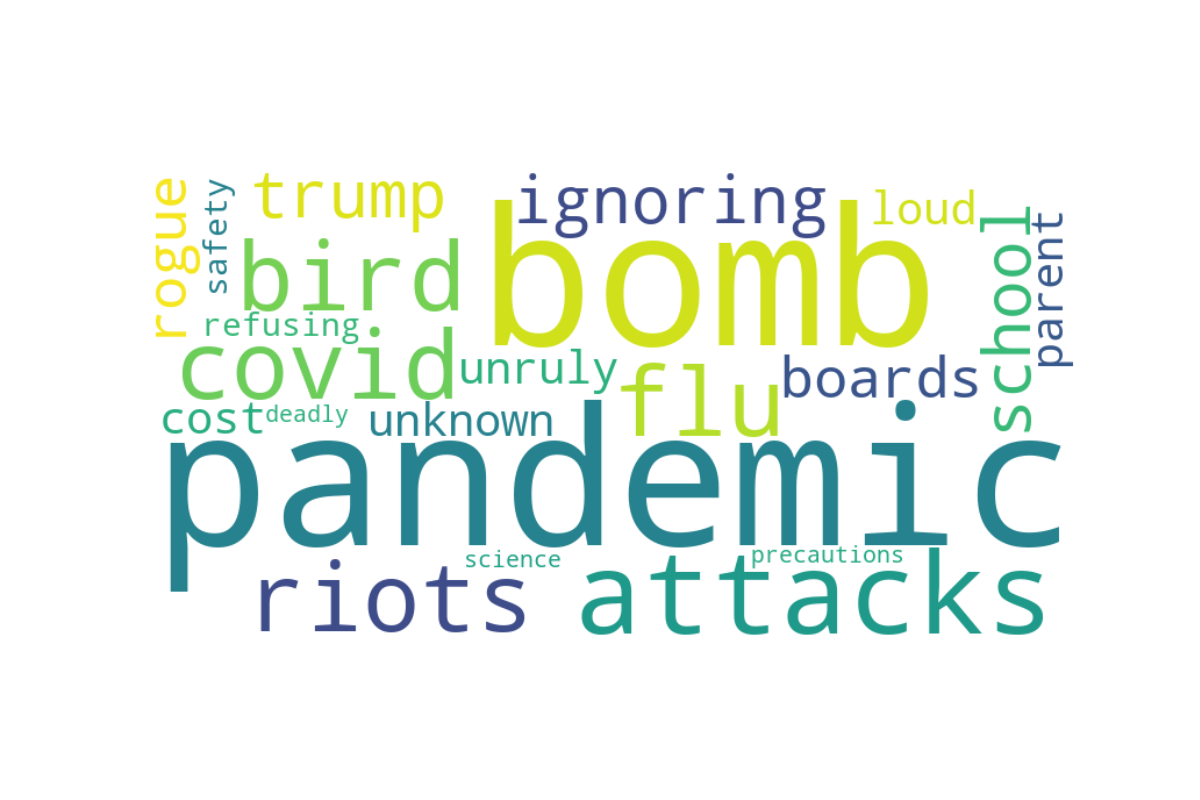 rogue
safety
trump
ignoring
loud
school
parent
bird
bomb
refusing
covid
unruly
flu
boards
cost
deadly
unknown
pandemic
science
precautions
riots
attacks